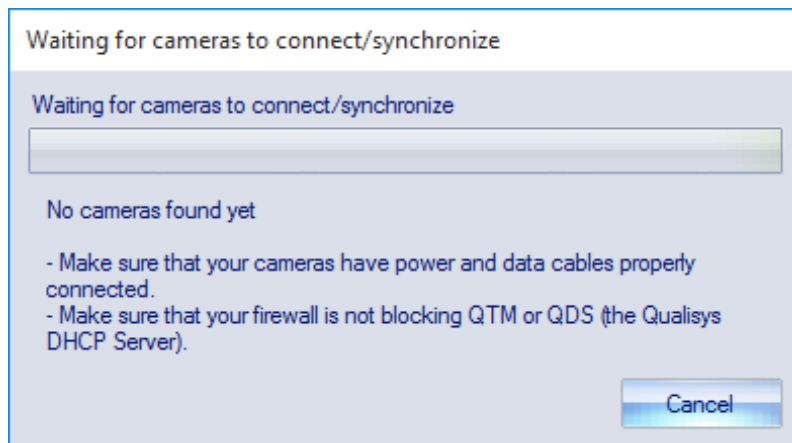 Waiting for cameras to connect/synchronize
Waiting for cameras to connect/synchronize
No cameras found yet
- Make sure that your cameras have power and data cables properly
connected.
- Make sure that your firewall is not blocking QTM or QDS (the Qualisys
DHCP Server).
Cancel